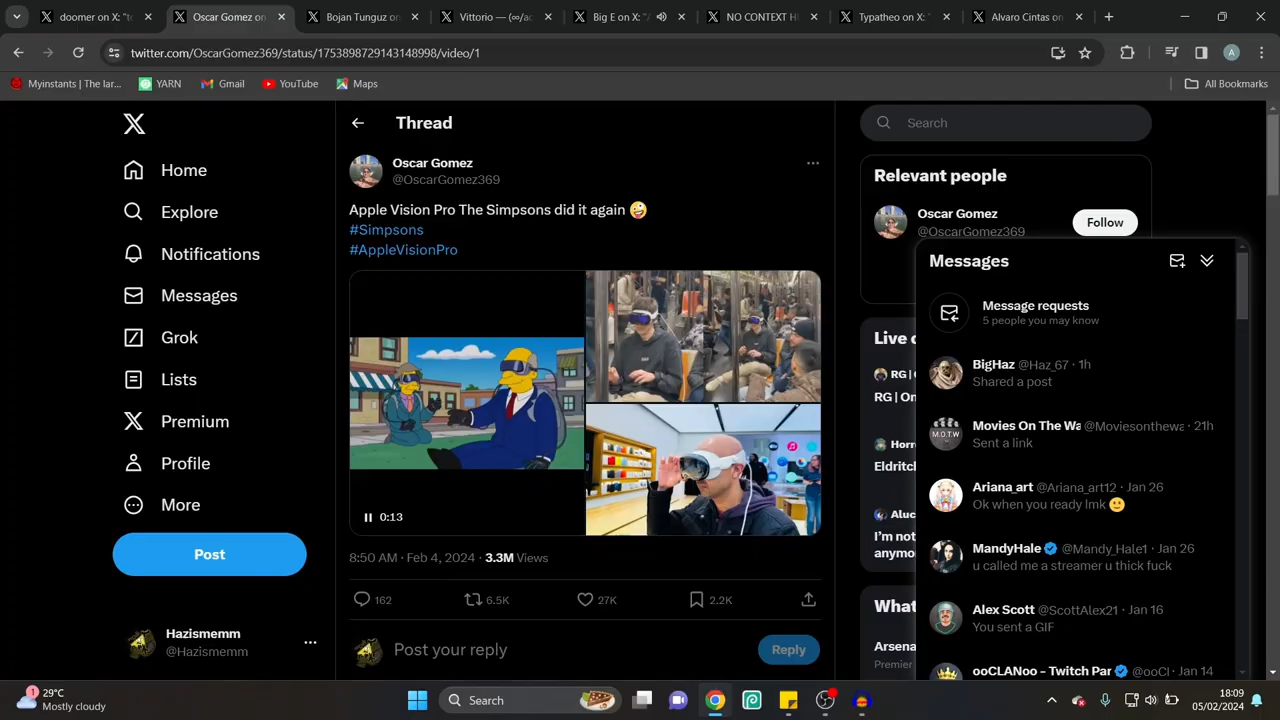 doomer on X: "t
Oscar Gomez on
Bojan Tunguz on
Vittorio — (∞/ac
Big E on X: "A
NO CONTEXT H
Typatheo on X: "
Alvaro Cintas on
twitter.com/OscarGomez369/status/1753898729143148998/video/1
A
Myinstants | The lar...
YARN
Gmail
YouTube
Maps
All Bookmarks
Home
Explore
Notifications
Messages
Grok
Lists
Premium
Profile
More
Post
Hazismemm
@Hazismemm
Thread
Oscar Gomez
@OscarGomez369
Apple Vision Pro The Simpsons did it again 🤪
#Simpsons
#AppleVisionPro
0:13
8:50 AM · Feb 4, 2024 · 3.3M Views
162
6.5K
27K
2.2K
Post your reply
Reply
Search
Relevant people
Oscar Gomez
@OscarGomez369
Follow
Live o
RG | G
RG | On
Horro
Eldritch
Aluc
I'm not
anymo
What
Arsena
Premier
Messages
Message requests
5 people you may know
BigHaz @Haz_67 · 1h
Shared a post
Movies On The Wa @Moviesonthewa · 21h
Sent a link
Ariana_art @Ariana_art12 · Jan 26
Ok when you ready lmk 🙂
MandyHale @Mandy_Hale1 · Jan 26
u called me a streamer u thick fuck
Alex Scott @ScottAlex21 · Jan 16
You sent a GIF
ooCLANoo – Twitch Par @ooCl · Jan 14
1
29°C
Mostly cloudy
Search
18:09
05/02/2024